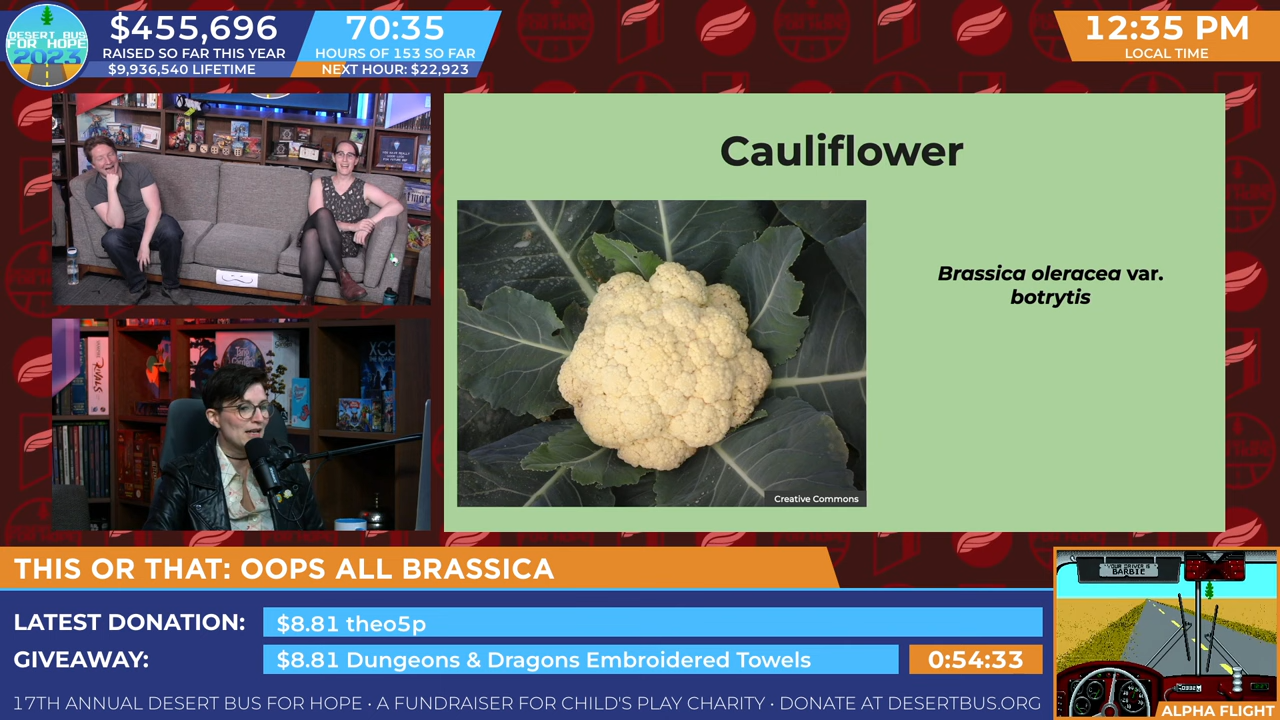 DESERT BUS
FOR HOPE
2023
$455,696
RAISED SO FAR THIS YEAR
$9,936,540 LIFETIME
70:35
HOURS OF 153 SO FAR
NEXT HOUR: $22,923
12:35 PM
LOCAL TIME
Cauliflower
Brassica oleracea var.
botrytis
Creative Commons
THIS OR THAT: OOPS ALL BRASSICA
LATEST DONATION:
$8.81 theo5p
GIVEAWAY:
$8.81 Dungeons & Dragons Embroidered Towels
0:54:33
17TH ANNUAL DESERT BUS FOR HOPE · A FUNDRAISER FOR CHILD'S PLAY CHARITY · DONATE AT DESERTBUS.ORG
YOUR DRIVER IS
BARBIE
ALPHA FLIGHT